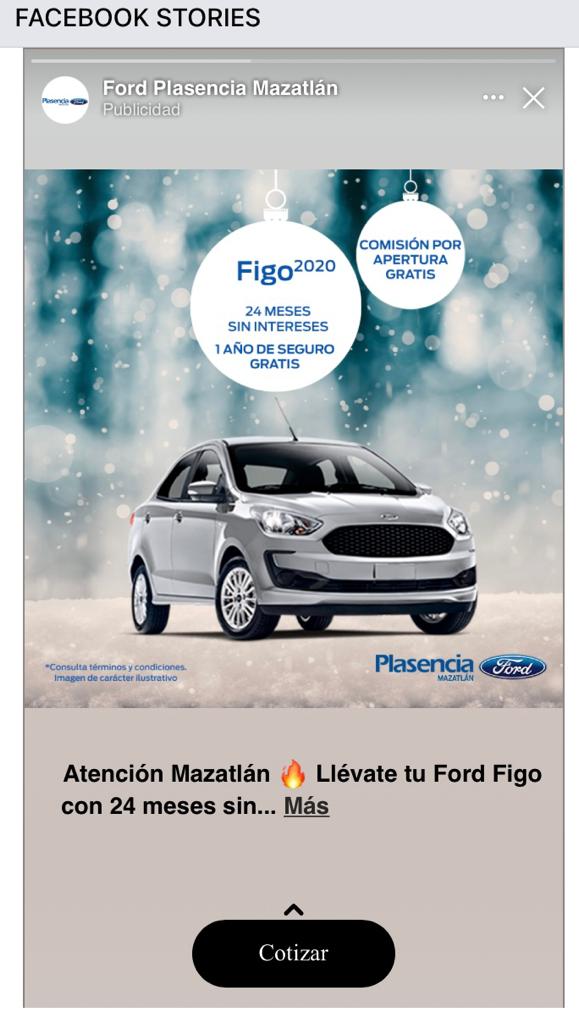 FACEBOOK STORIES
Plasencia Ford
Ford Plasencia Mazatlán
Publicidad
COMISIÓN POR
APERTURA
GRATIS
Figo2020
24 MESES
SIN INTERESES
1 AÑO DE SEGURO
GRATIS
*Consulta términos y condiciones.
Imagen de carácter ilustrativo
Plasencia Ford
MAZATLÁN
Atención Mazatlán 🔥 Llévate tu Ford Figo
con 24 meses sin... Más
Cotizar